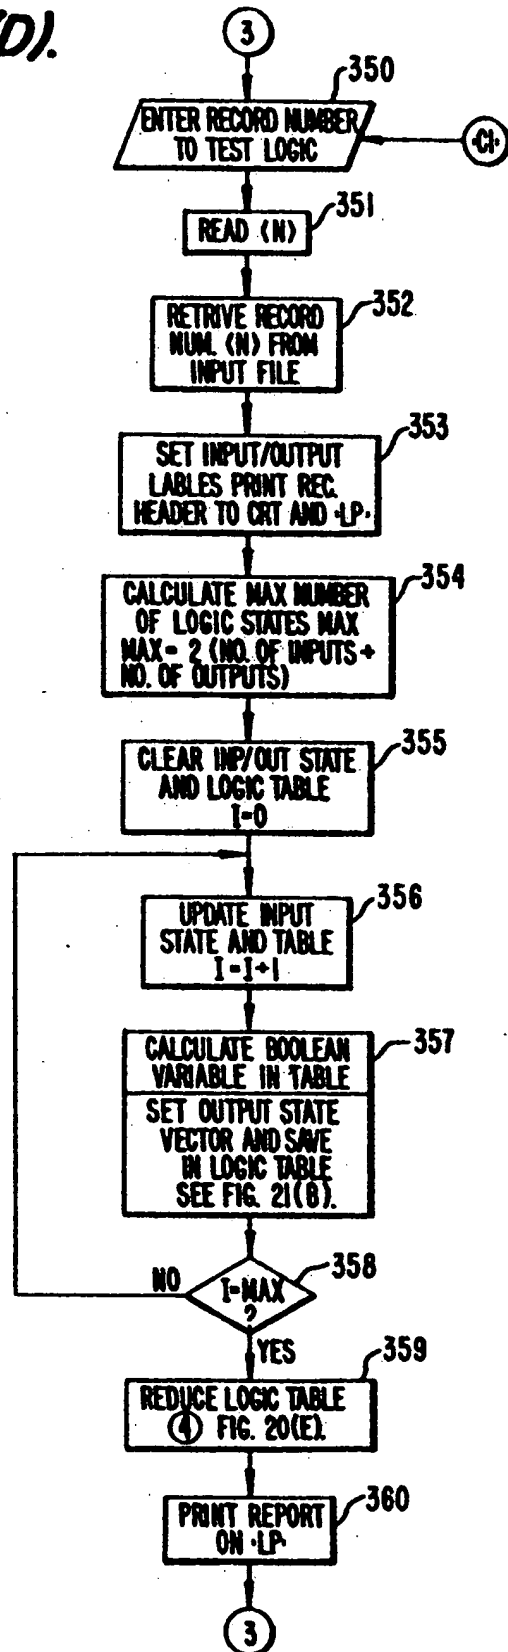 (D).
3
350
ENTER RECORD NUMBER
TO TEST LOGIC
·CI·
351
READ (N)
352
RETRIVE RECORD
NUM. (N) FROM
INPUT FILE
353
SET INPUT/OUTPUT
LABLES PRINT REC.
HEADER TO CRT AND ·LP·
354
CALCULATE MAX NUMBER
OF LOGIC STATES MAX
MAX = 2 (NO. OF INPUTS +
NO. OF OUTPUTS)
355
CLEAR INP/OUT STATE
AND LOGIC TABLE
I=0
356
UPDATE INPUT
STATE AND TABLE
I=I+1
357
CALCULATE BOOLEAN
VARIABLE IN TABLE
SET OUTPUT STATE
VECTOR AND SAVE
IN LOGIC TABLE
SEE FIG. 21(B).
358
NO
I=MAX
?
YES
359
REDUCE LOGIC TABLE
4 FIG. 20(E).
360
PRINT REPORT
ON ·LP·
3